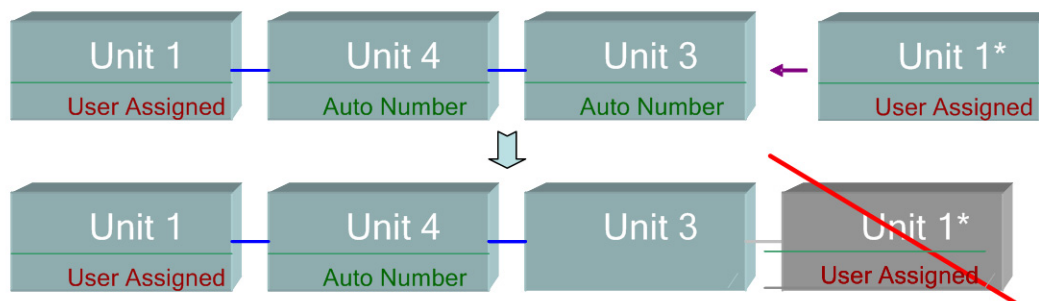 Unit 1
User Assigned
Unit 4
Auto Number
Unit 3
Auto Number
Unit 1*
User Assigned
Unit 1
User Assigned
Unit 4
Auto Number
Unit 3
Unit 1*
User Assigned